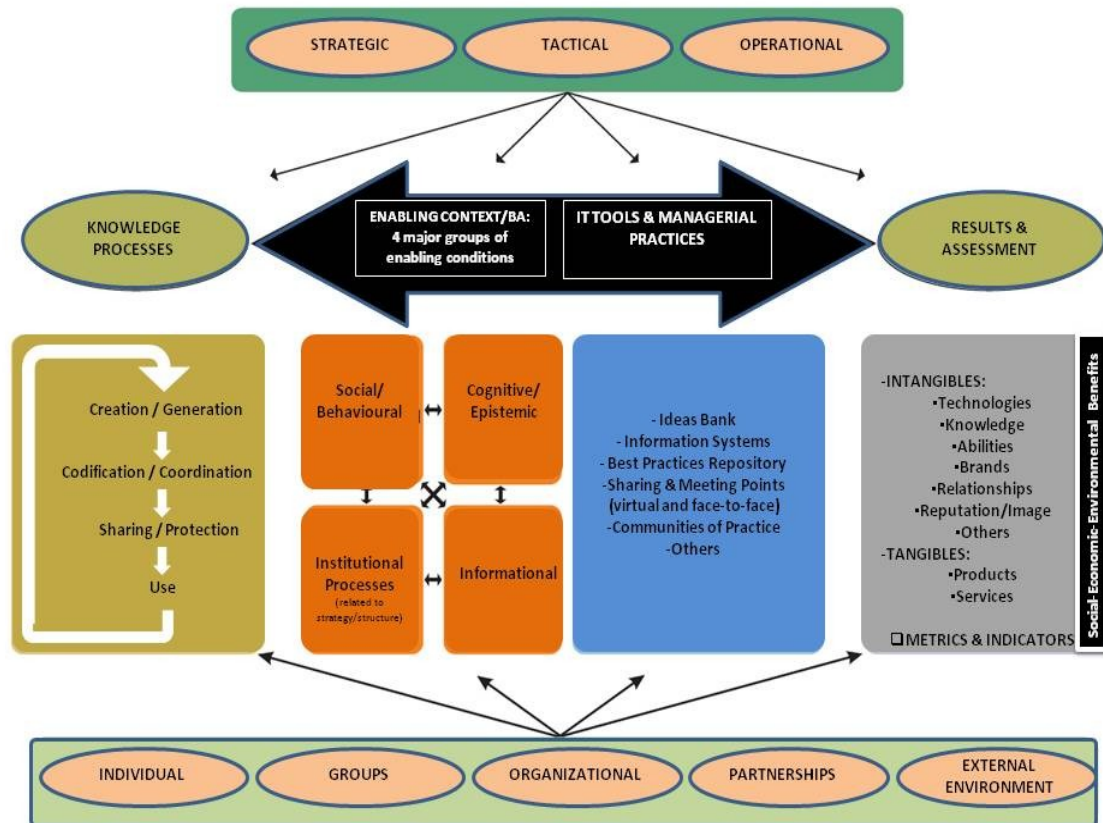 STRATEGIC
TACTICAL
OPERATIONAL
KNOWLEDGE
PROCESSES
ENABLING CONTEXT/BA:
4 major groups of
enabling conditions
IT TOOLS & MANAGERIAL
PRACTICES
RESULTS &
ASSESSMENT
Creation / Generation
Codification / Coordination
Sharing / Protection
Use
Social/
Behavioural
Cognitive/
Epistemic
Institutional
Processes
(related to
strategy/structure)
Informational
- Ideas Bank
- Information Systems
- Best Practices Repository
- Sharing & Meeting Points
(virtual and face-to-face)
- Communities of Practice
-Others
-INTANGIBLES:
▪Technologies
▪Knowledge
▪Abilities
▪Brands
▪Relationships
▪Reputation/Image
▪Others
-TANGIBLES:
▪Products
▪Services
❑METRICS & INDICATORS
Social-Economic-Environmental Benefits
INDIVIDUAL
GROUPS
ORGANIZATIONAL
PARTNERSHIPS
EXTERNAL
ENVIRONMENT